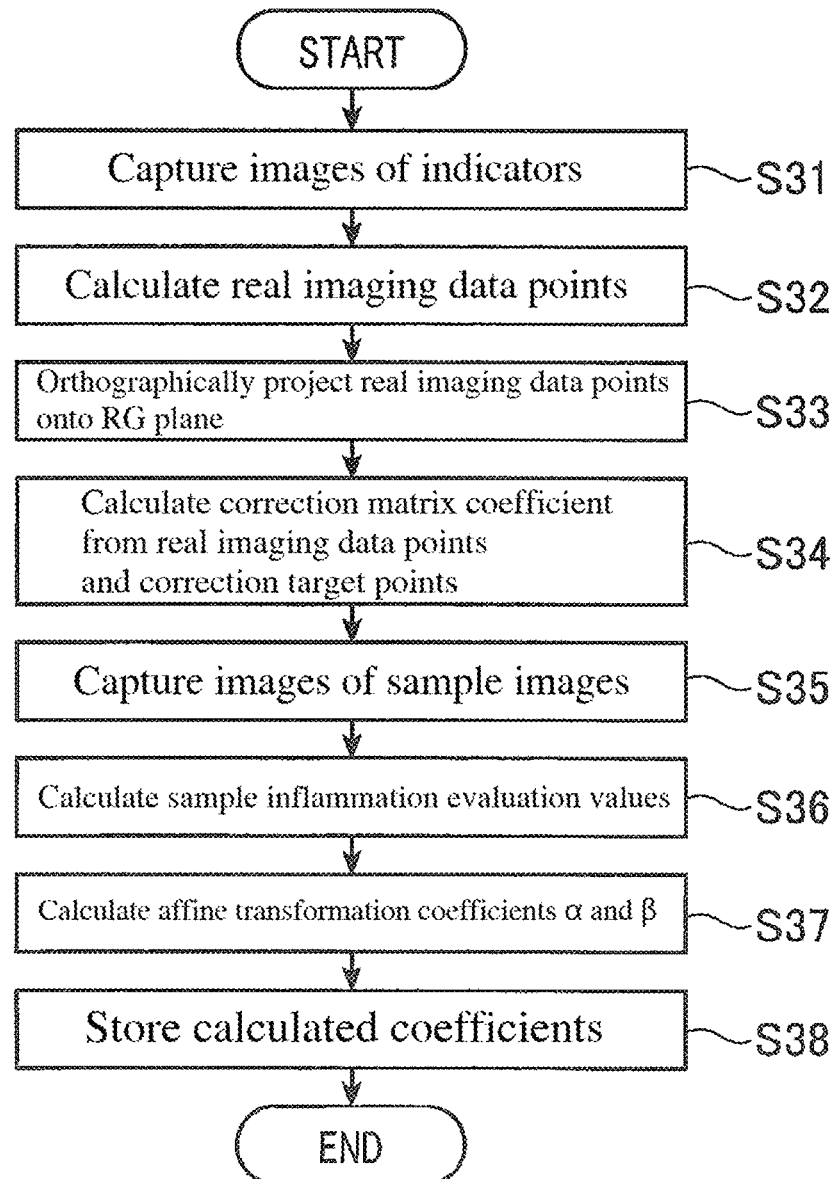 START
Capture images of indicators
S31
Calculate real imaging data points
S32
Orthographically project real imaging data points
onto RG plane
S33
Calculate correction matrix coefficient
from real imaging data points
and correction target points
S34
Capture images of sample images
S35
Calculate sample inflammation evaluation values
S36
Calculate affine transformation coefficients α and β
S37
Store calculated coefficients
S38
END